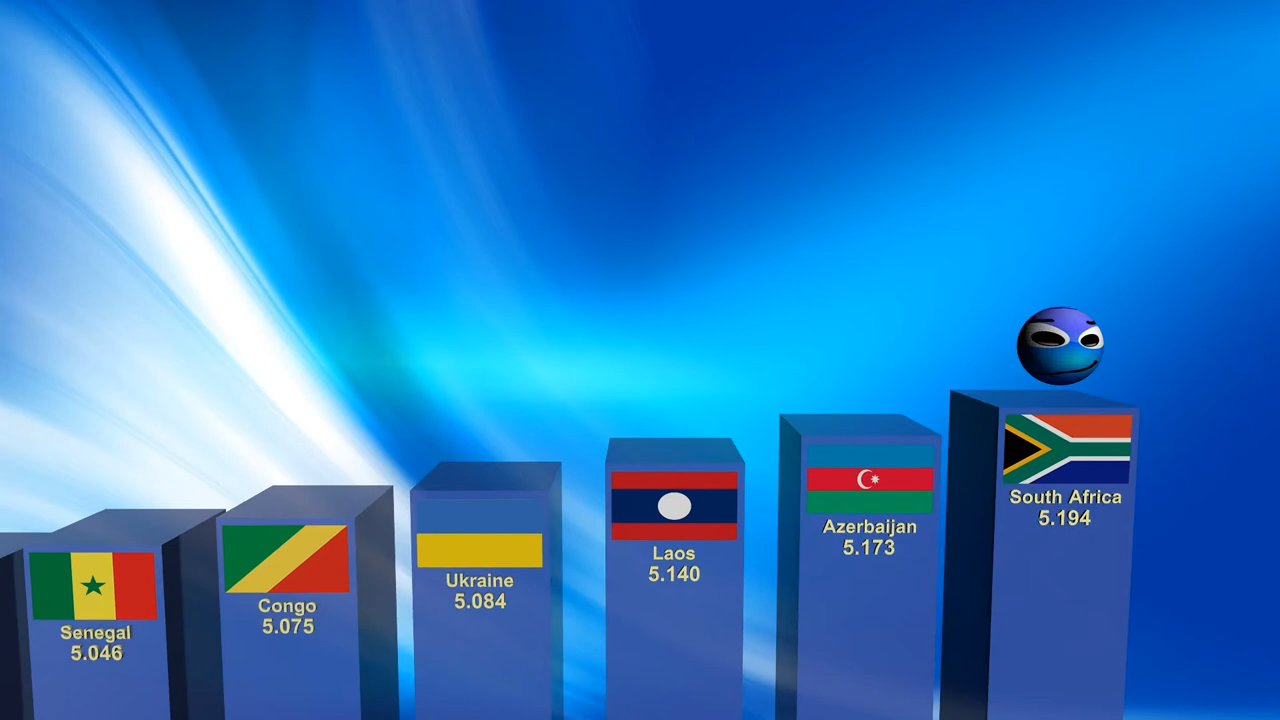 Senegal
5.046
Congo
5.075
Ukraine
5.084
Laos
5.140
Azerbaijan
5.173
South Africa
5.194